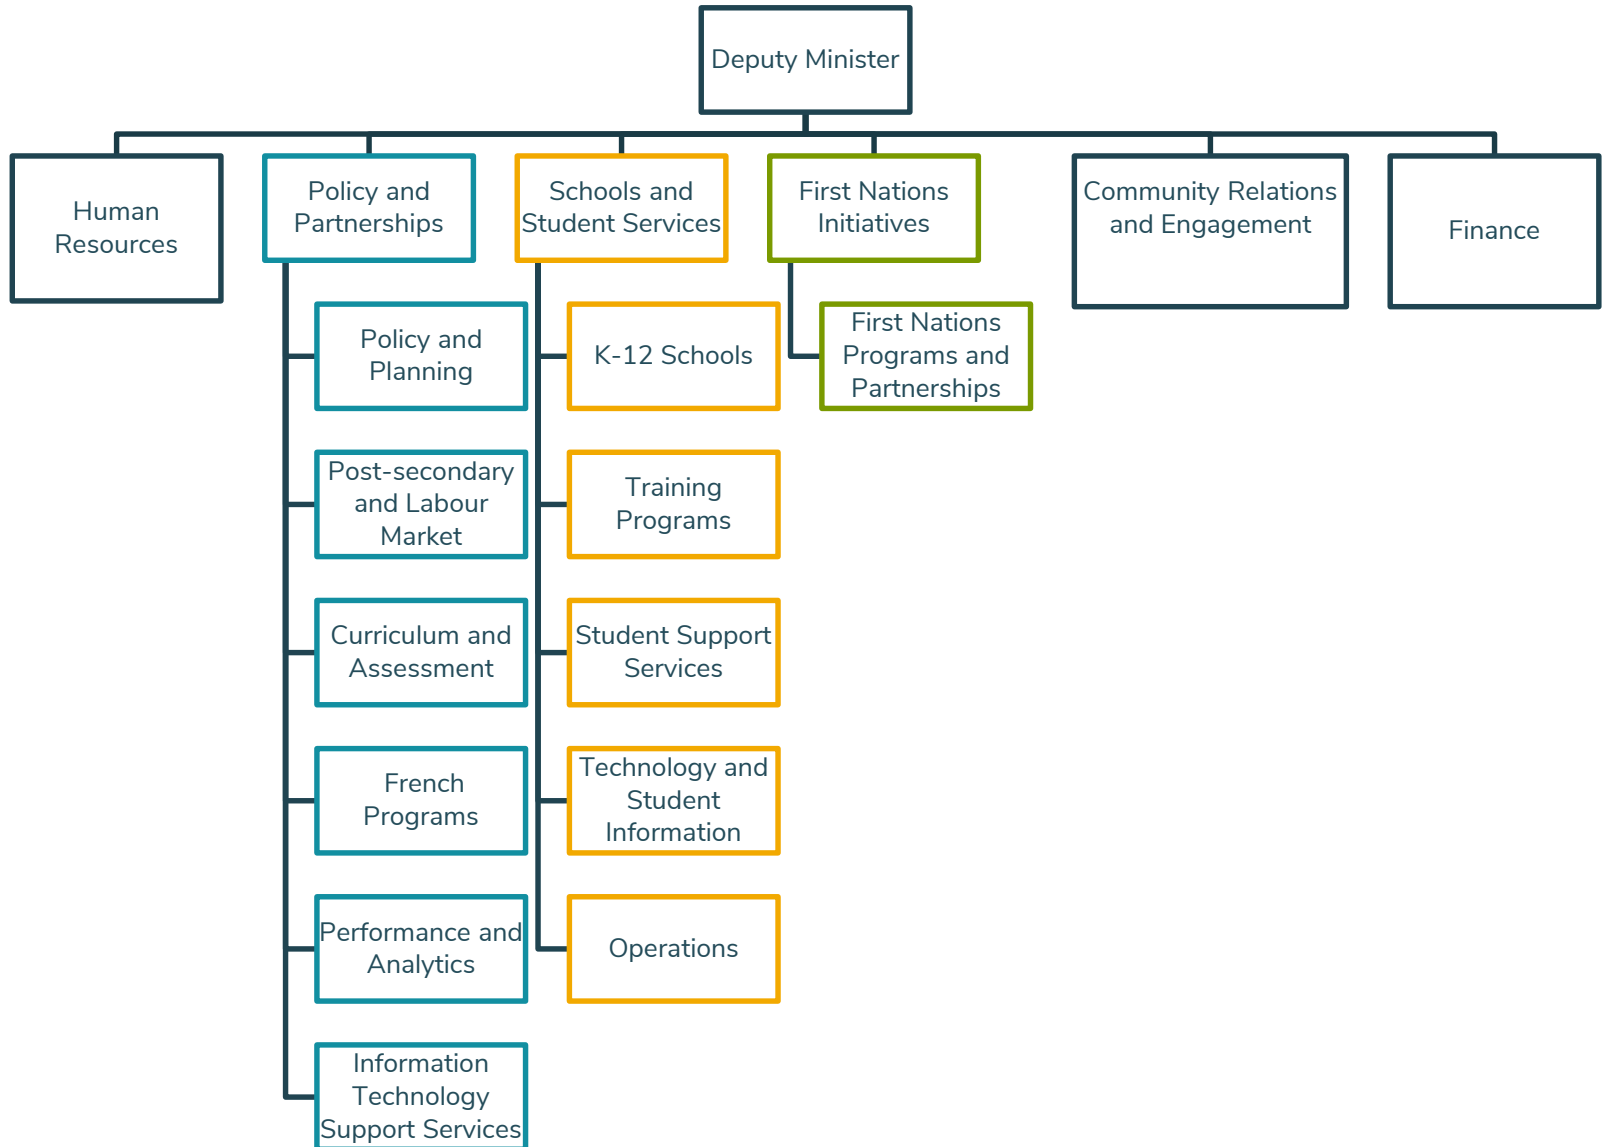 Deputy Minister
Human
Resources
Policy and
Partnerships
Schools and
Student Services
First Nations
Initiatives
Community Relations
and Engagement
Finance
Policy and
Planning
Post-secondary
and Labour
Market
Curriculum and
Assessment
French
Programs
Performance and
Analytics
Information
Technology
Support Services
K-12 Schools
Training
Programs
Student Support
Services
Technology and
Student
Information
Operations
First Nations
Programs and
Partnerships